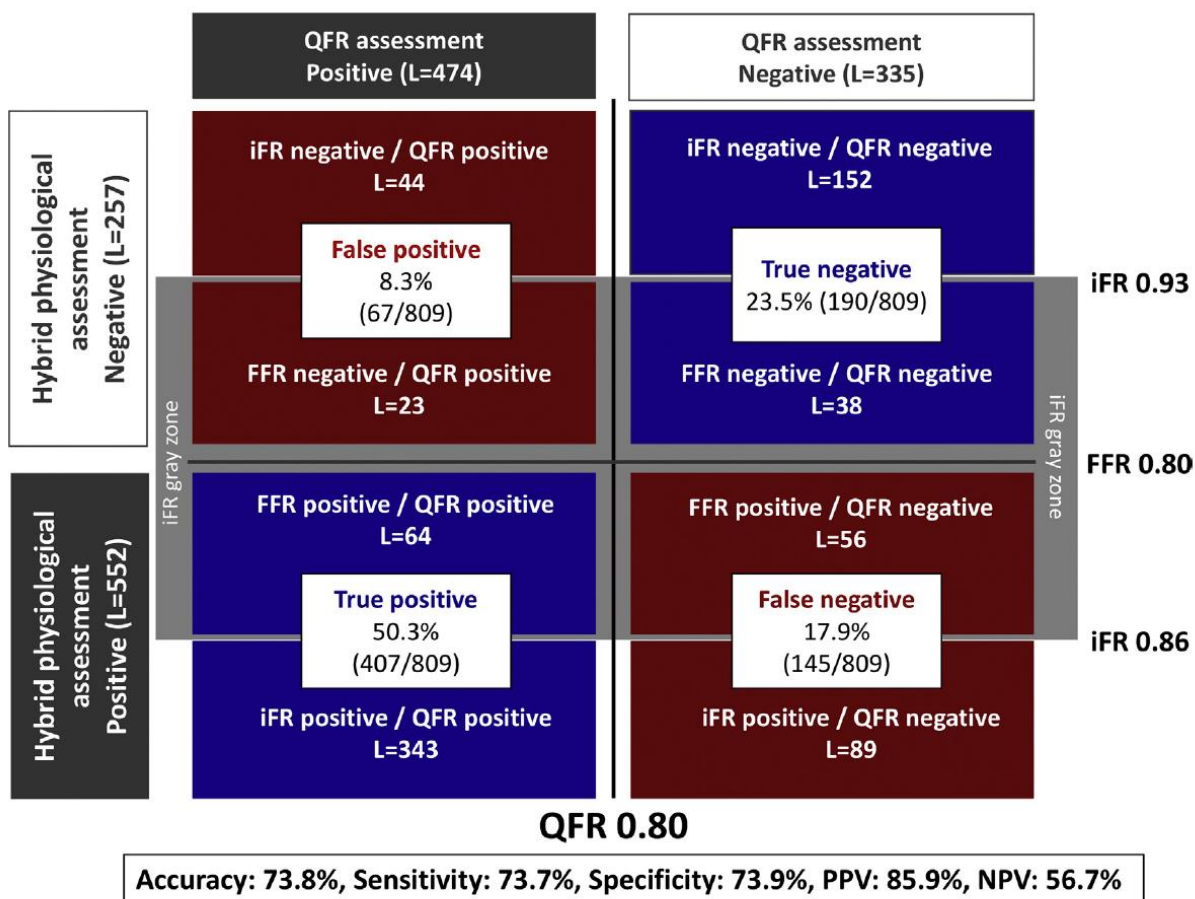 QFR assessment
Positive (L=474)
QFR assessment
Negative (L=335)
Hybrid physiological
assessment
Negative (L=257)
iFR negative / QFR positive
L=44
False positive
8.3%
(67/809)
FFR negative / QFR positive
L=23
iFR negative / QFR negative
L=152
True negative
23.5% (190/809)
FFR negative / QFR negative
L=38
iFR gray zone
iFR gray zone
iFR 0.93
FFR 0.80
iFR 0.86
Hybrid physiological
assessment
Positive (L=552)
FFR positive / QFR positive
L=64
True positive
50.3%
(407/809)
iFR positive / QFR positive
L=343
FFR positive / QFR negative
L=56
False negative
17.9%
(145/809)
iFR positive / QFR negative
L=89
QFR 0.80
Accuracy: 73.8%, Sensitivity: 73.7%, Specificity: 73.9%, PPV: 85.9%, NPV: 56.7%